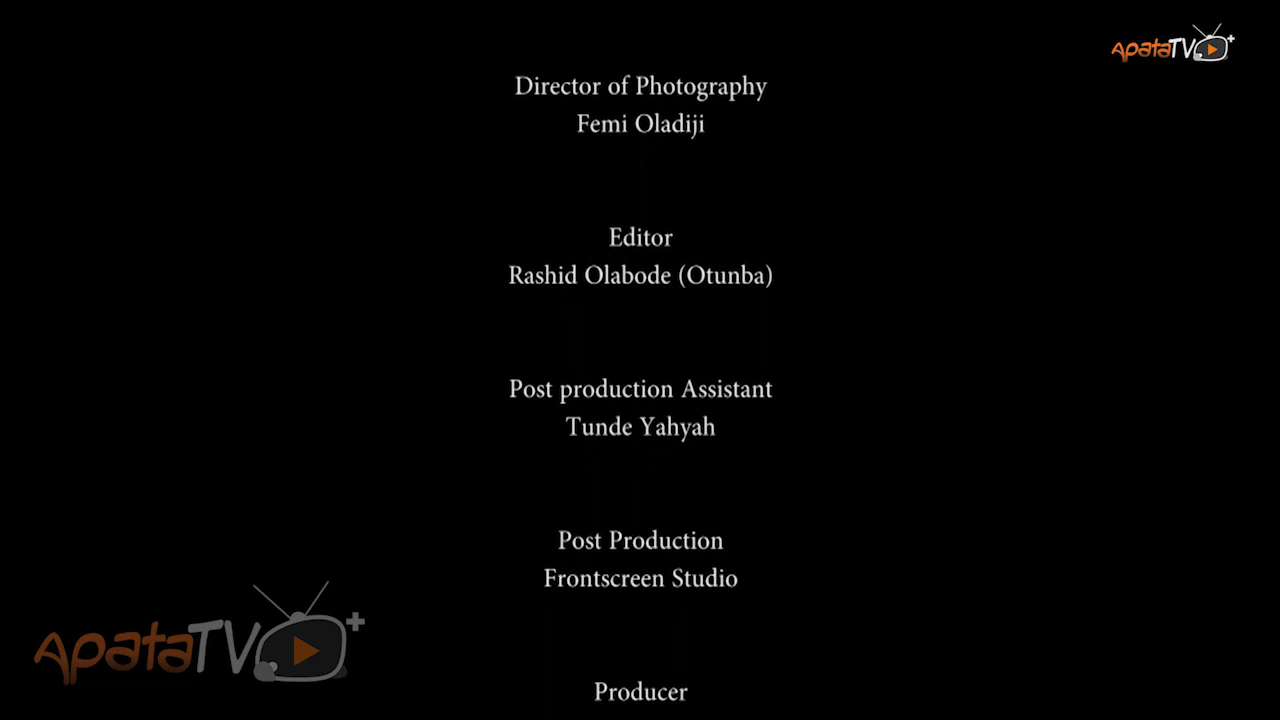 ApataTV+
Director of Photography
Femi Oladiji
Editor
Rashid Olabode (Otunba)
Post production Assistant
Tunde Yahyah
Post Production
Frontscreen Studio
ApataTV+
Producer